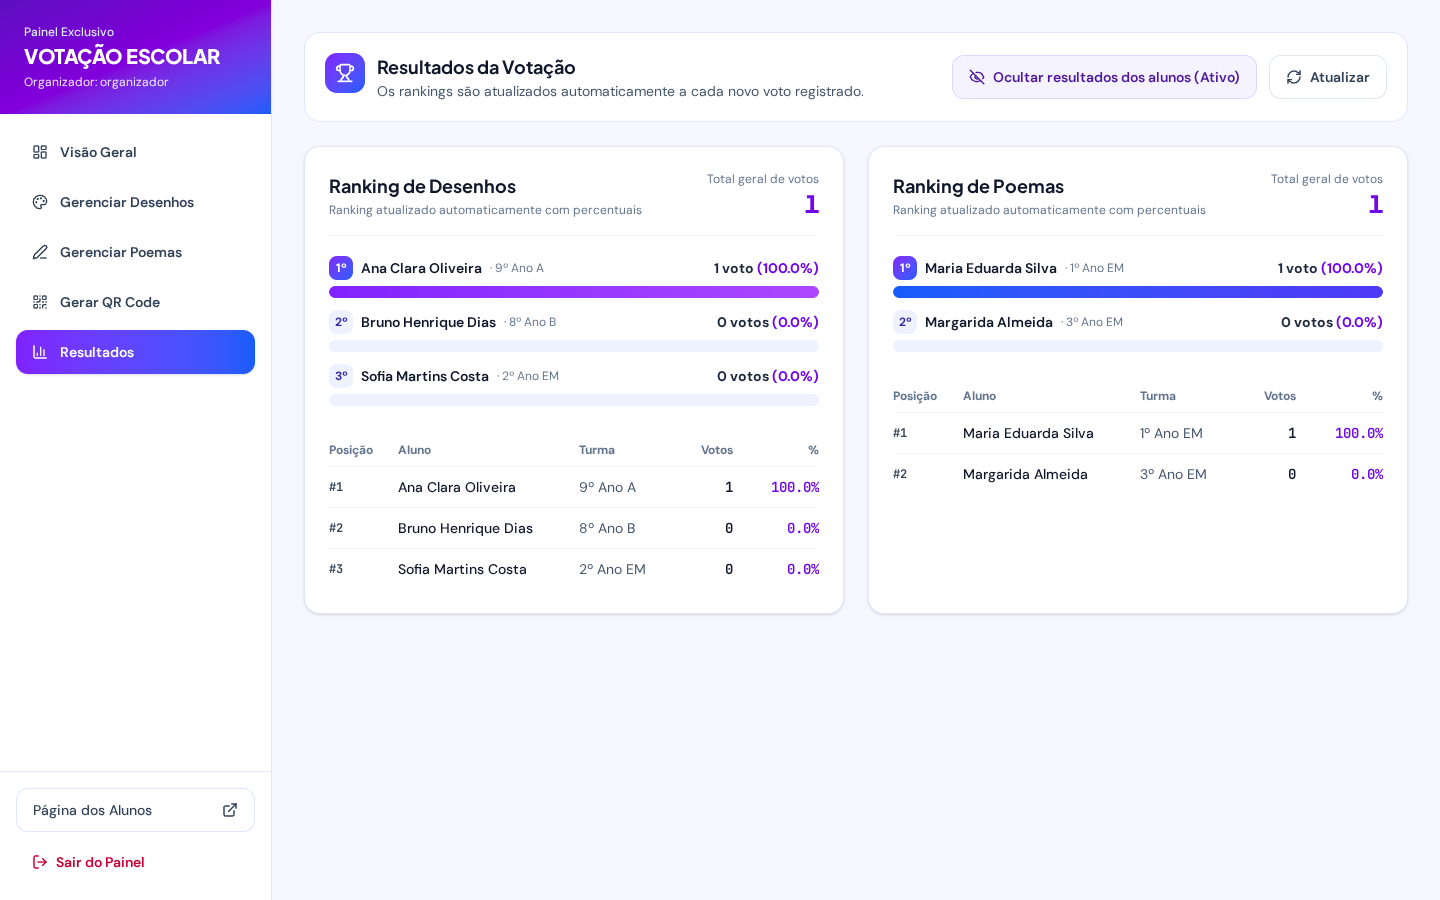 Painel Exclusivo
VOTAÇÃO ESCOLAR
Organizador: organizador
Visão Geral
Gerenciar Desenhos
Gerenciar Poemas
Gerar QR Code
Resultados
Página dos Alunos
Sair do Painel
Resultados da Votação
Os rankings são atualizados automaticamente a cada novo voto registrado.
Ocultar resultados dos alunos (Ativo)
Atualizar
Ranking de Desenhos
Ranking atualizado automaticamente com percentuais
Total geral de votos
1
1º Ana Clara Oliveira · 9º Ano A 1 voto (100.0%)
2º Bruno Henrique Dias · 8º Ano B 0 votos (0.0%)
3º Sofia Martins Costa · 2º Ano EM 0 votos (0.0%)
Posição Aluno Turma Votos %
#1 Ana Clara Oliveira 9º Ano A 1 100.0%
#2 Bruno Henrique Dias 8º Ano B 0 0.0%
#3 Sofia Martins Costa 2º Ano EM 0 0.0%
Ranking de Poemas
Ranking atualizado automaticamente com percentuais
Total geral de votos
1
1º Maria Eduarda Silva · 1º Ano EM 1 voto (100.0%)
2º Margarida Almeida · 3º Ano EM 0 votos (0.0%)
Posição Aluno Turma Votos %
#1 Maria Eduarda Silva 1º Ano EM 1 100.0%
#2 Margarida Almeida 3º Ano EM 0 0.0%